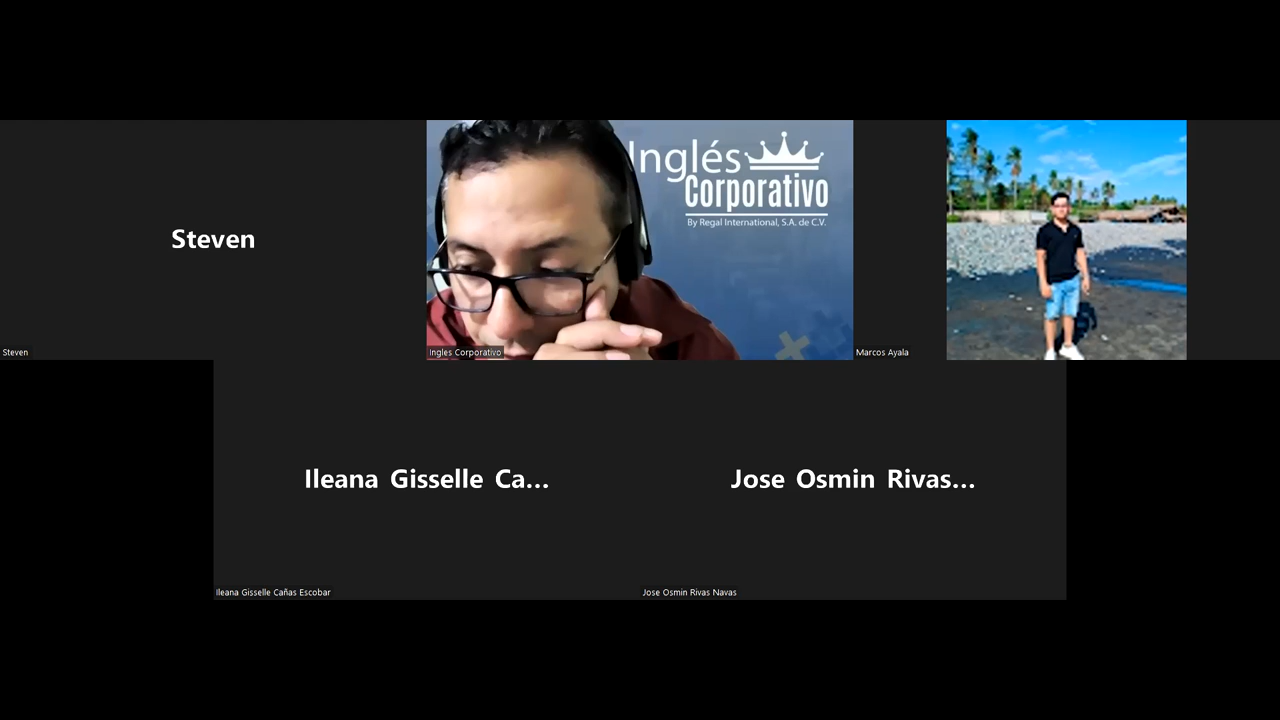 Steven
Inglés
Corporativo
By Regal International, S.A. de C.V.
Steven
Ingles Corporativo
Marcos Ayala
Ileana Gisselle Ca...
Jose Osmin Rivas...
Ileana Gisselle Cañas Escobar
Jose Osmin Rivas Navas